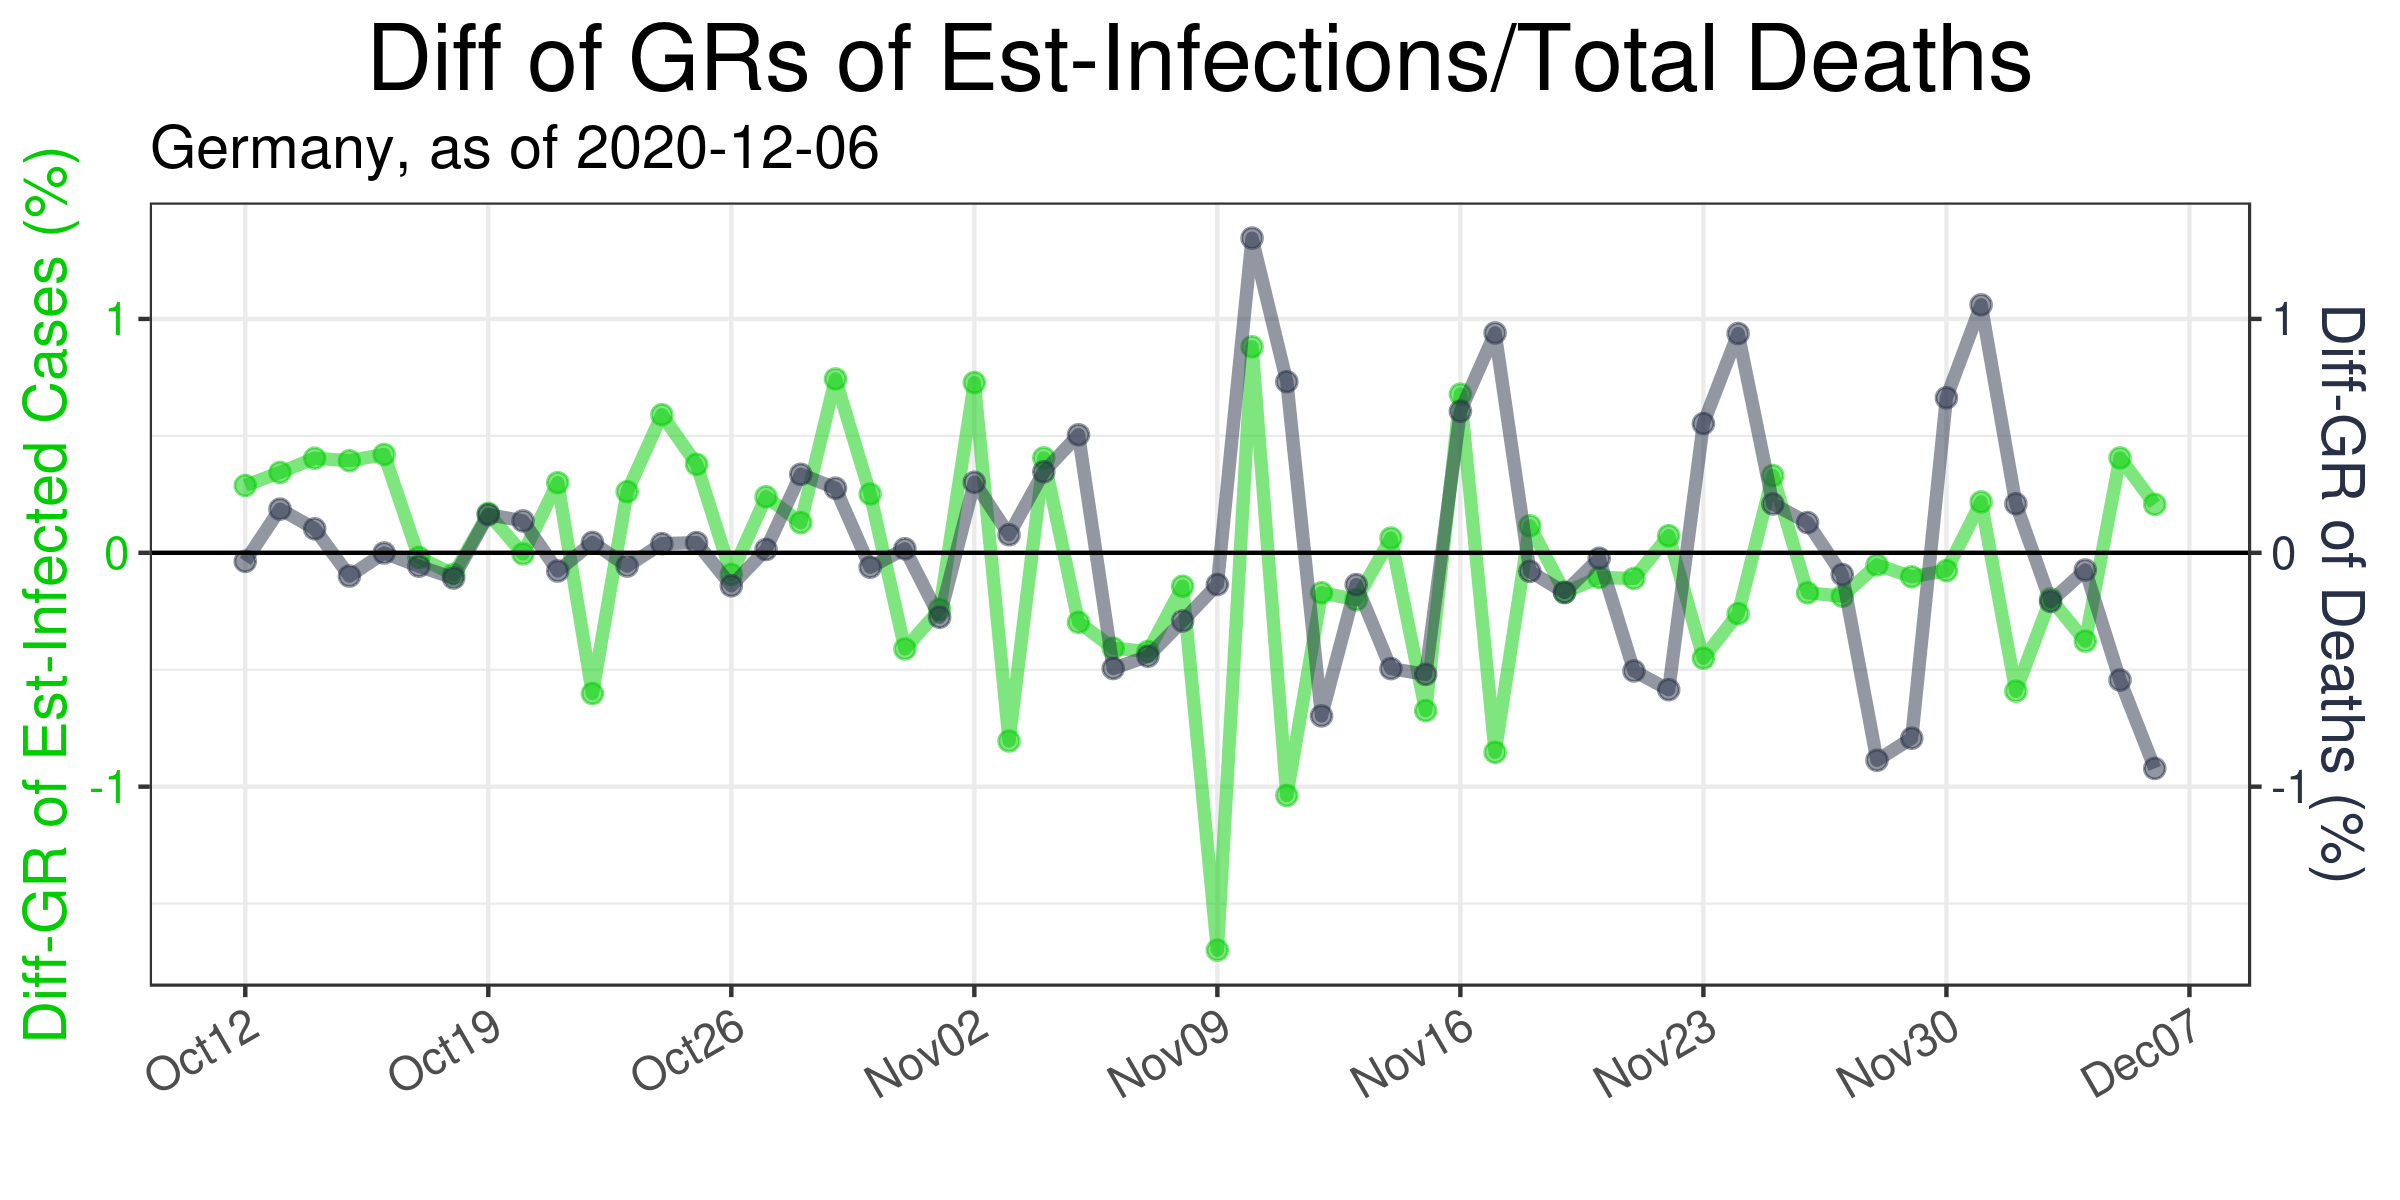 Diff of GRs of Est-Infections/Total Deaths
Germany, as of 2020-12-06
Diff-GR of Est-Infected Cases (%)
1
0
-1
1
0
-1
Diff-GR of Deaths (%)
Oct12
Oct19
Oct26
Nov02
Nov09
Nov16
Nov23
Nov30
Dec07